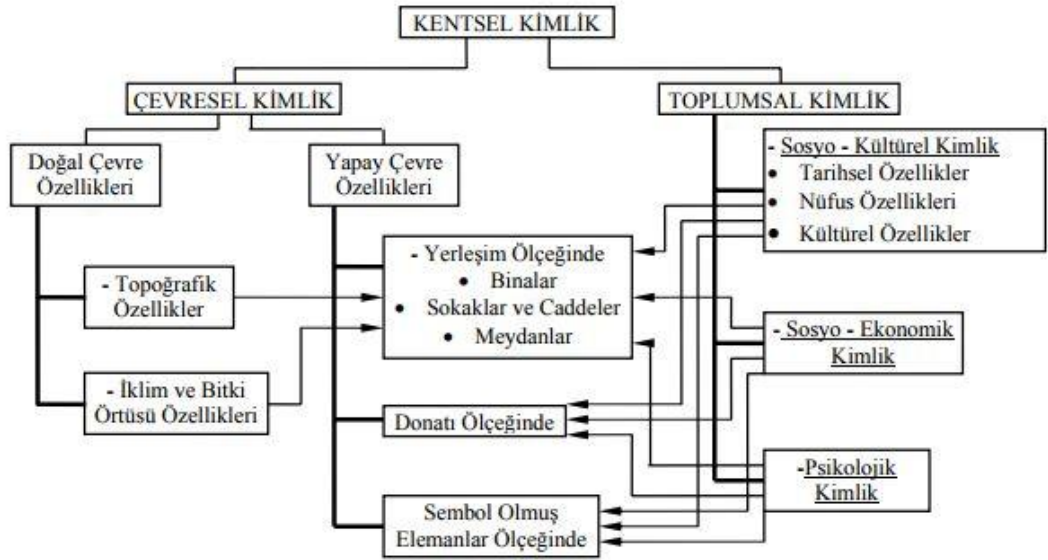 KENTSEL KİMLİK
ÇEVRESEL KİMLİK
TOPLUMSAL KİMLİK
Doğal Çevre
Özellikleri
Yapay Çevre
Özellikleri
- Sosyo - Kültürel Kimlik
• Tarihsel Özellikler
• Nüfus Özellikleri
• Kültürel Özellikler
- Yerleşim Ölçeğinde
• Binalar
• Sokaklar ve Caddeler
• Meydanlar
- Topoğrafik
Özellikler
- Sosyo - Ekonomik
Kimlik
- İklim ve Bitki
Örtüsü Özellikleri
Donatı Ölçeğinde
-Psikolojik
Kimlik
Sembol Olmuş
Elemanlar Ölçeğinde